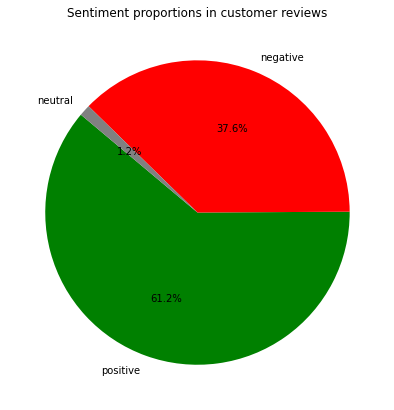 Sentiment proportions in customer reviews
negative
neutral
37.6%
1.2%
61.2%
positive